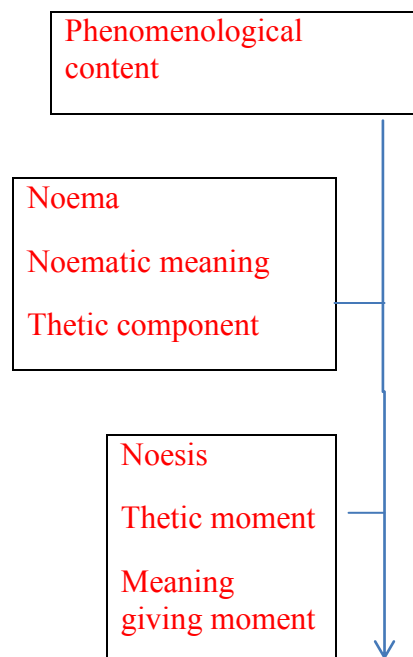 Phenomenological
content
Noema
Noematic meaning
Thetic component
Noesis
Thetic moment
Meaning
giving moment